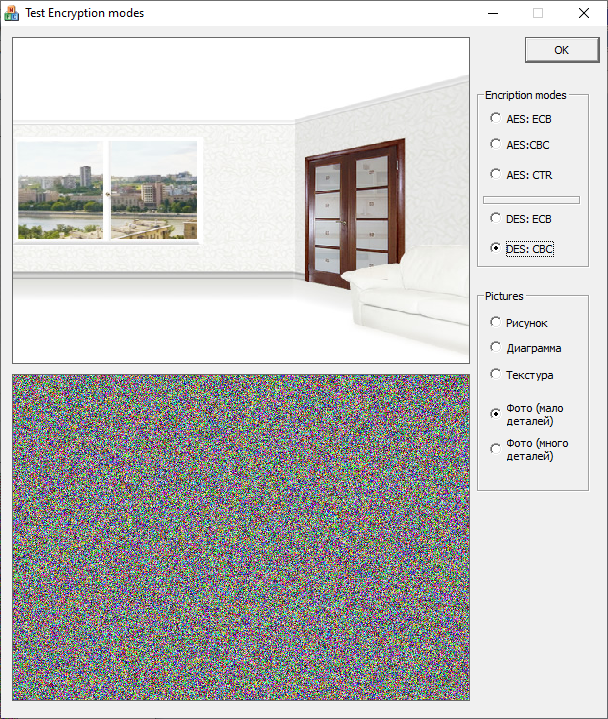 Test Encryption modes
OK
Encription modes
AES: ECB
AES:CBC
AES: CTR
DES: ECB
DES: CBC
Pictures
Рисунок
Диаграмма
Текстура
Фото (мало
деталей)
Фото (много
деталей)